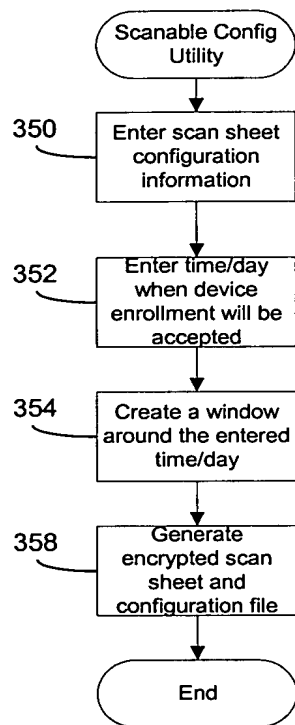 Scanable Config
Utility
350
Enter scan sheet
configuration
information
352
Enter time/day
when device
enrollment will be
accepted
354
Create a window
around the entered
time/day
358
Generate
encrypted scan
sheet and
configuration file
End